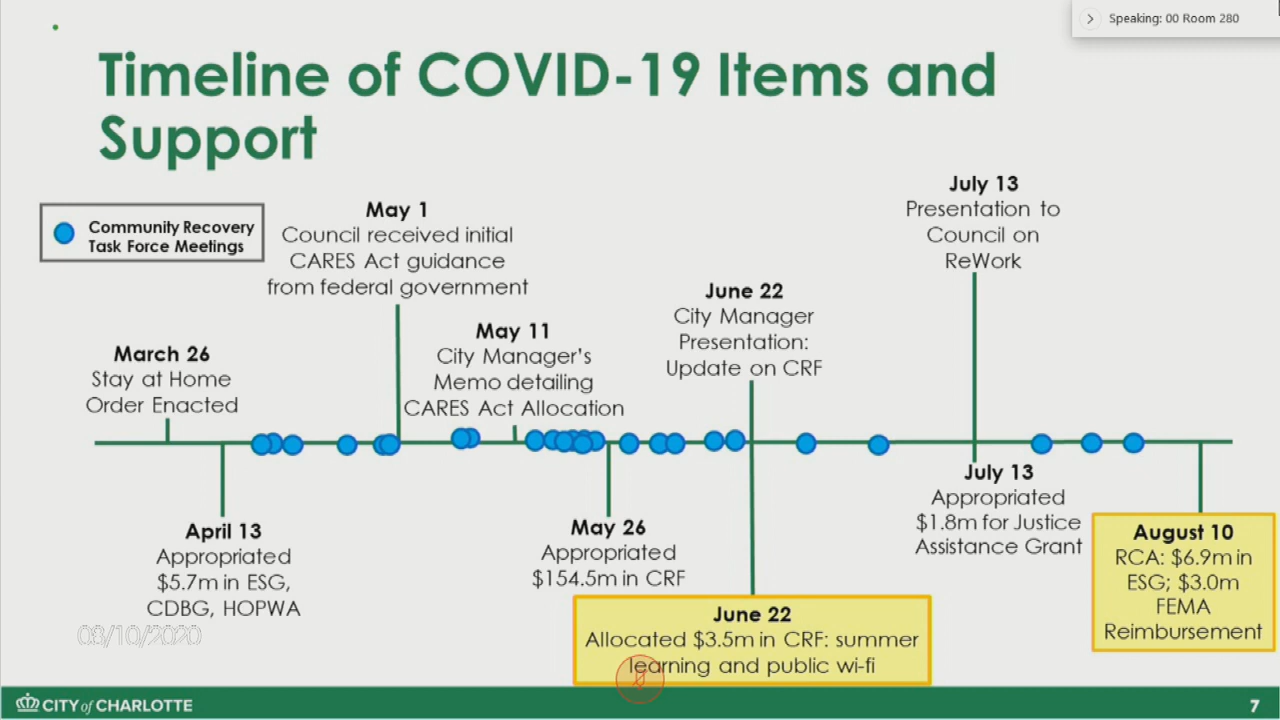 Speaking: 00 Room 280
Timeline of COVID-19 Items and
Support
Community Recovery
Task Force Meetings
March 26
Stay at Home
Order Enacted
April 13
Appropriated
$5.7m in ESG,
CDBG, HOPWA
May 1
Council received initial
CARES Act guidance
from federal government
May 11
City Manager's
Memo detailing
CARES Act Allocation
May 26
Appropriated
$154.5m in CRF
June 22
City Manager
Presentation:
Update on CRF
June 22
Allocated $3.5m in CRF: summer
learning and public wi-fi
July 13
Presentation to
Council on
ReWork
July 13
Appropriated
$1.8m for Justice
Assistance Grant
August 10
RCA: $6.9m in
ESG; $3.0m
FEMA
Reimbursement
08/10/2020
CITY of CHARLOTTE
7